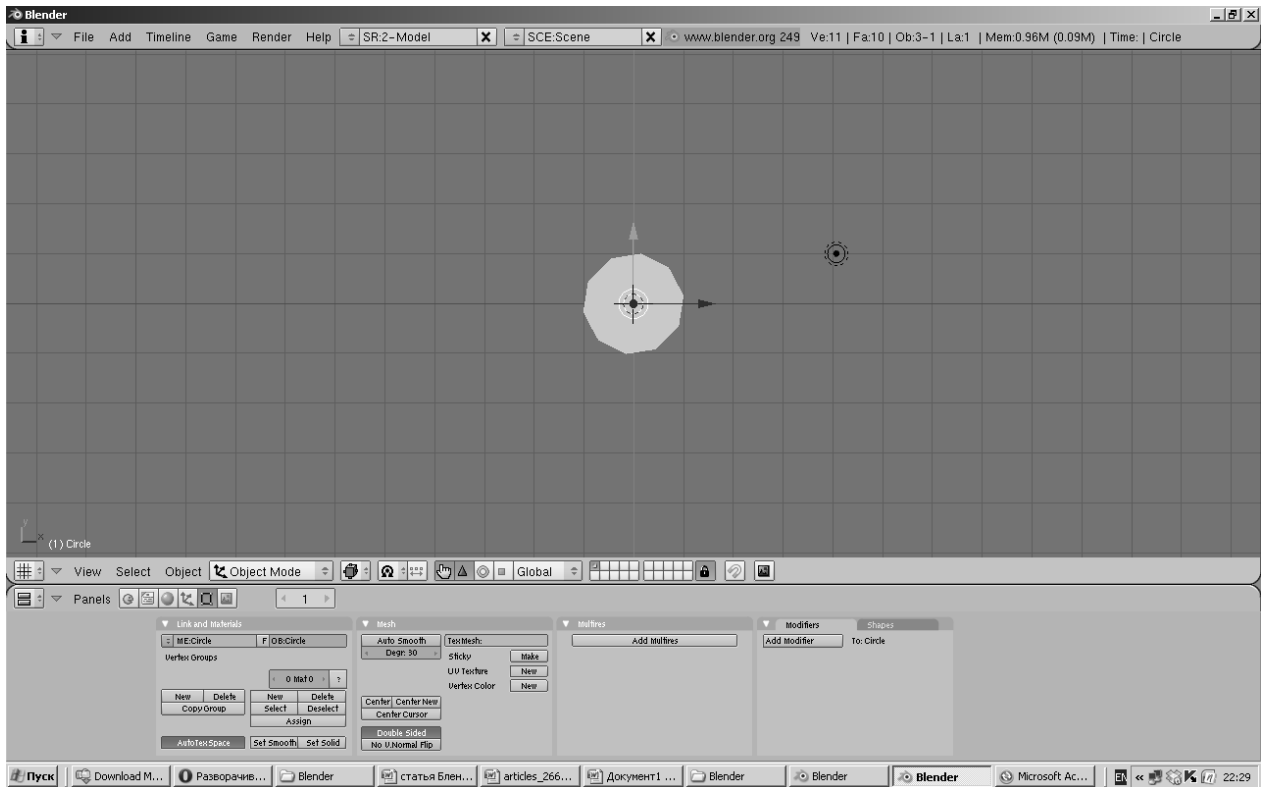 Blender
File Add Timeline Game Render Help SR:2-Model X SCE:Scene X www.blender.org 249 Ve:11 | Fa:10 | Ob:3-1 | La:1 | Mem:0.96M (0.09M) | Time: | Circle
y
x
(1) Circle
View Select Object Object Mode Global
Panels 1
Link and Materials Mesh Multires Modifiers Shapes
ME:Circle F OB:Circle Auto Smooth TexMesh: Add Multires Add Modifier To: Circle
Vertex Groups Degr: 30 Sticky Make
UV Texture New
0 Mat 0 ? Vertex Color New
New Delete New Delete Center Center New
Copy Group Select Deselect Center Cursor
Assign Double Sided
AutoTexSpace Set Smooth Set Solid No V.Normal Flip
Пуск Download M... Разворачив... Blender статья Блен... articles_266... Документ1 ... Blender Blender Blender Microsoft Ac... EN « 22:29